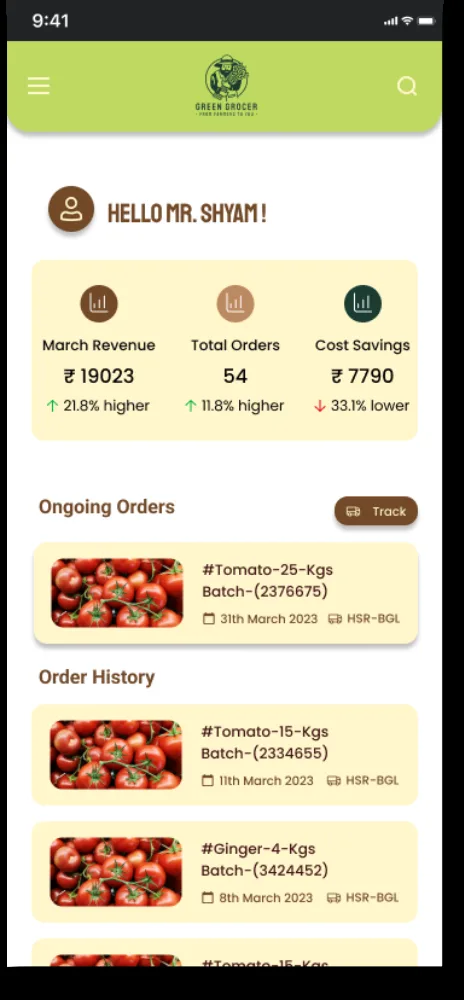 9:41
GREEN GROCER
- FROM FARMERS TO YOU -
HELLO MR. SHYAM !
March Revenue
Total Orders
Cost Savings
₹ 19023
54
₹ 7790
↑ 21.8% higher
↑ 11.8% higher
↓ 33.1% lower
Ongoing Orders
Track
#Tomato-25-Kgs
Batch-(2376675)
31th March 2023 HSR-BGL
Order History
#Tomato-15-Kgs
Batch-(2334655)
11th March 2023 HSR-BGL
#Ginger-4-Kgs
Batch-(3424452)
8th March 2023 HSR-BGL
#Tomato-15-Kgs